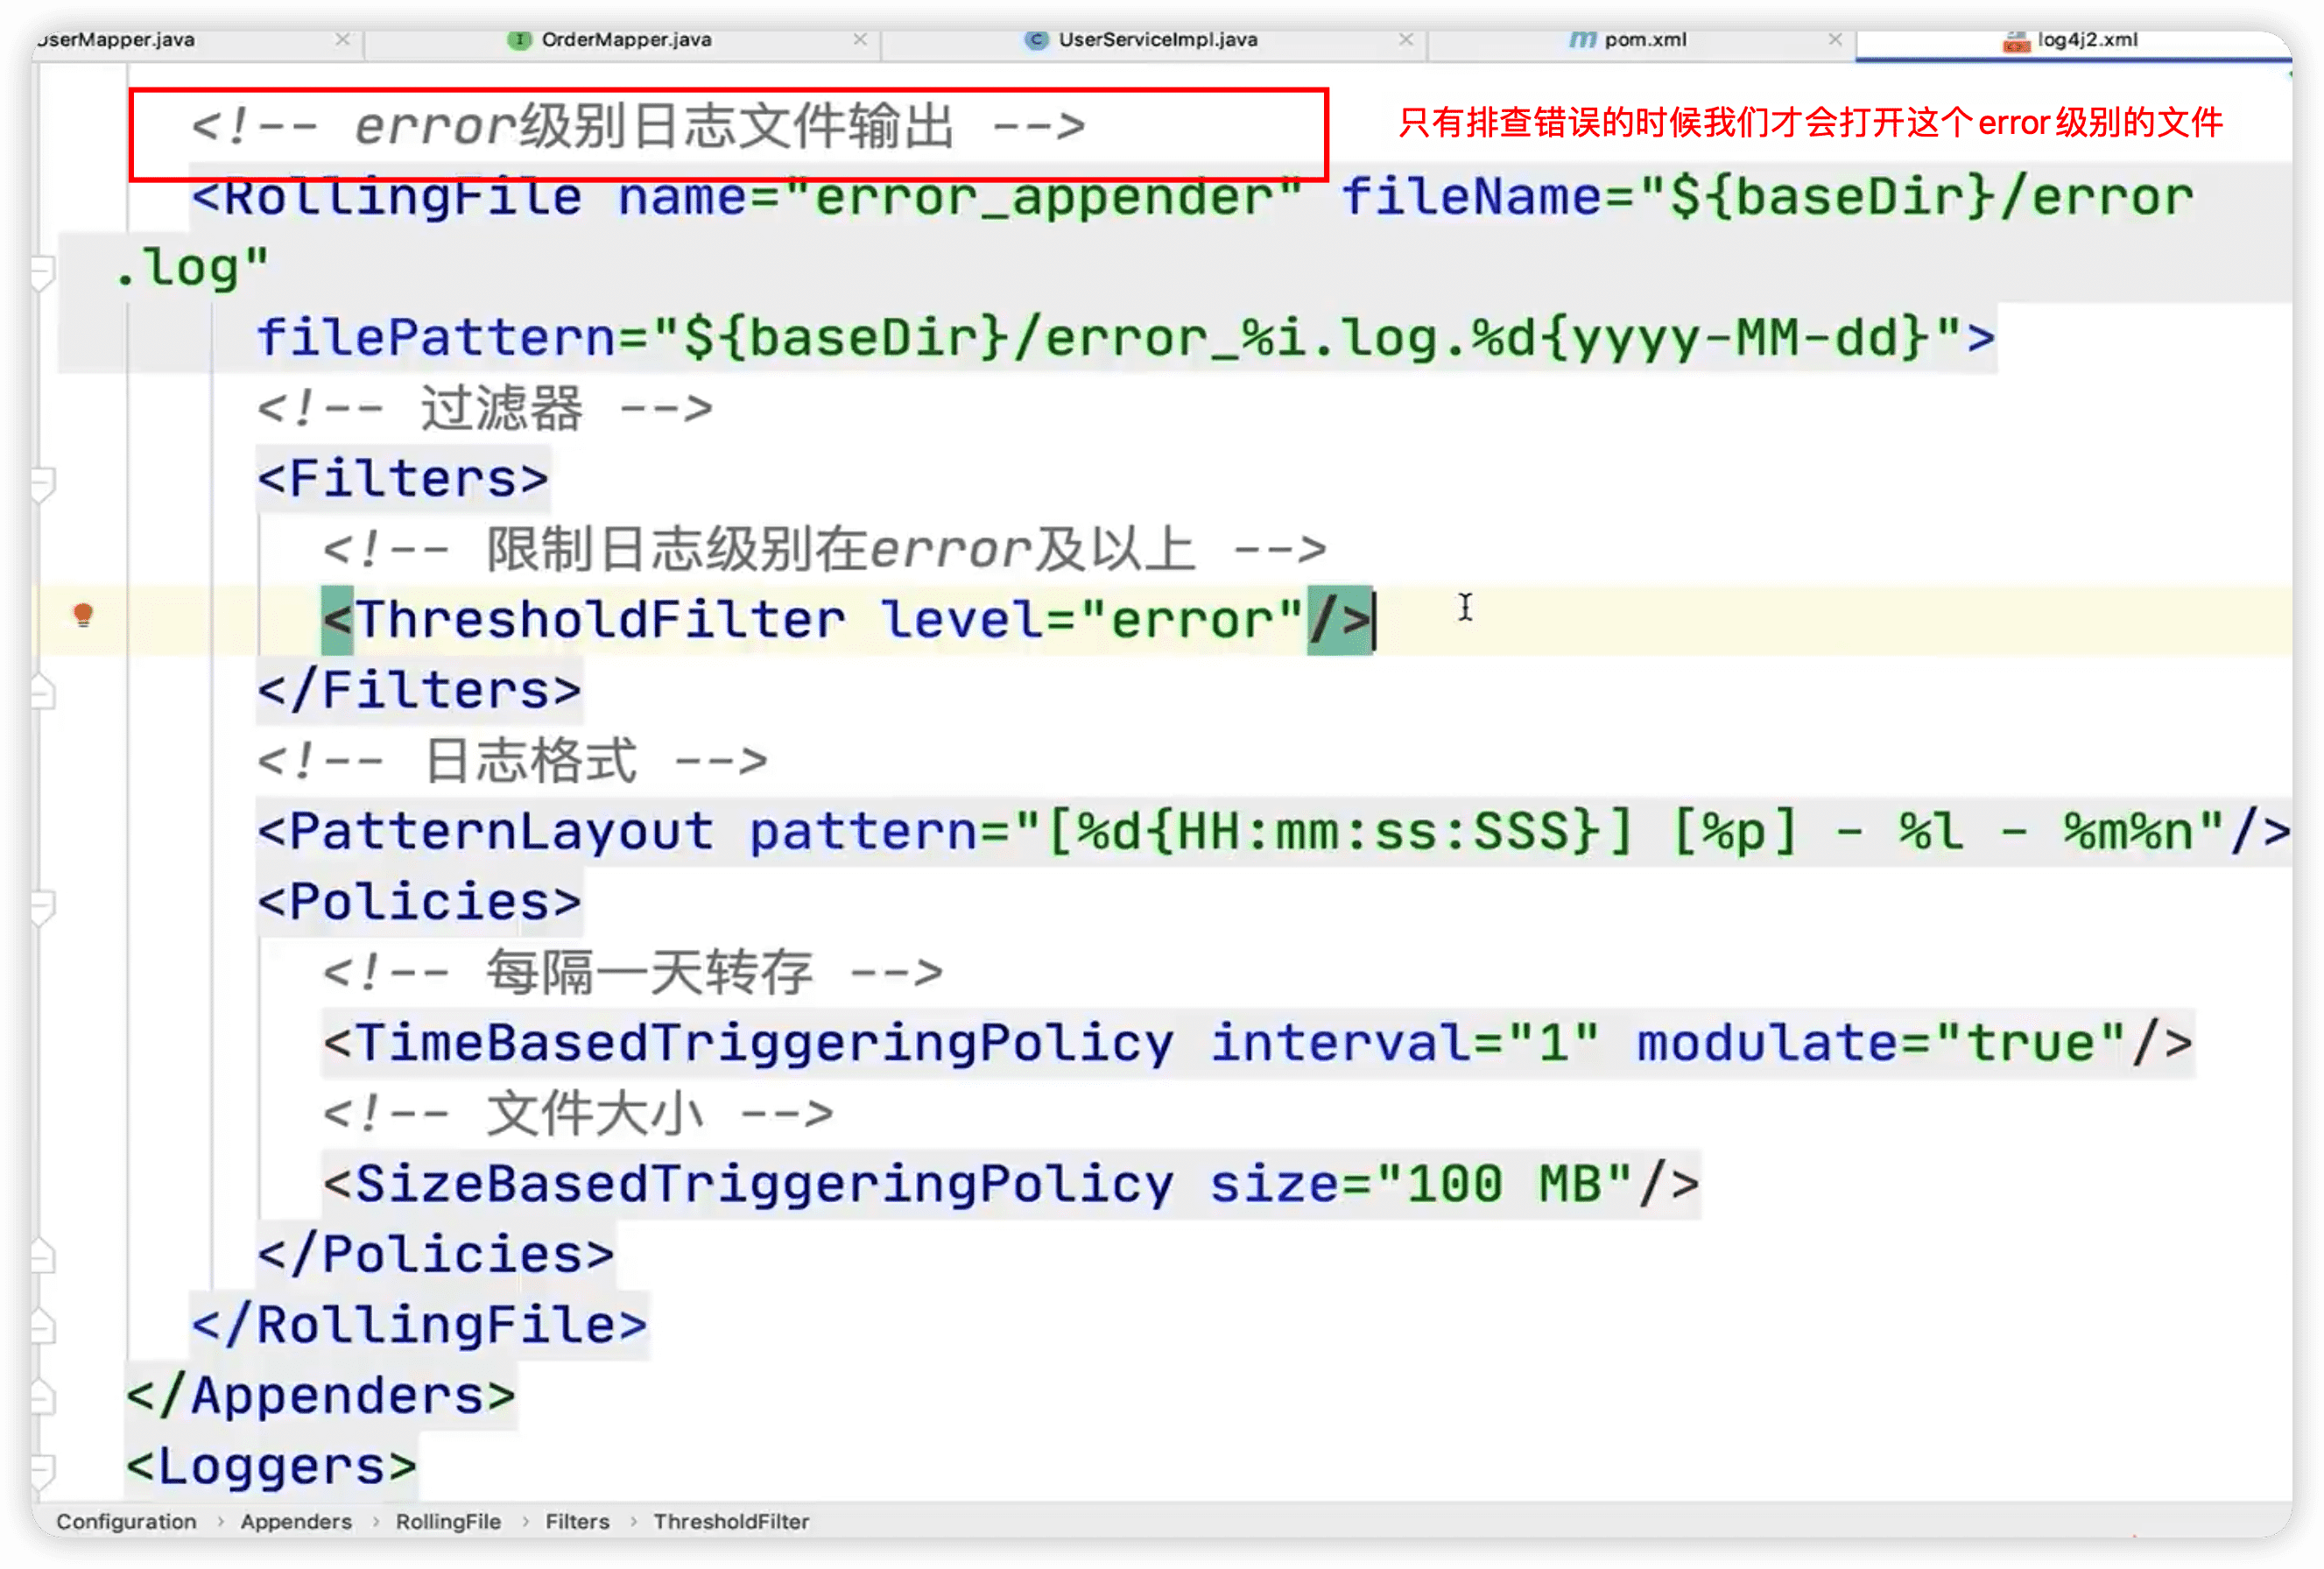 UserMapper.java
OrderMapper.java
UserServiceImpl.java
pom.xml
log4j2.xml
<!-- error级别日志文件输出 -->
只有排查错误的时候我们才会打开这个error级别的文件
<RollingFile name="error_appender" fileName="${baseDir}/error
.log"
filePattern="${baseDir}/error_%i.log.%d{yyyy-MM-dd}">
<!-- 过滤器 -->
<Filters>
<!-- 限制日志级别在error及以上 -->
<ThresholdFilter level="error"/>
</Filters>
<!-- 日志格式 -->
<PatternLayout pattern="[%d{HH:mm:ss:SSS}] [%p] - %l - %m%n"/>
<Policies>
<!-- 每隔一天转存 -->
<TimeBasedTriggeringPolicy interval="1" modulate="true"/>
<!-- 文件大小 -->
<SizeBasedTriggeringPolicy size="100 MB"/>
</Policies>
</RollingFile>
</Appenders>
<Loggers>
Configuration › Appenders › RollingFile › Filters › ThresholdFilter